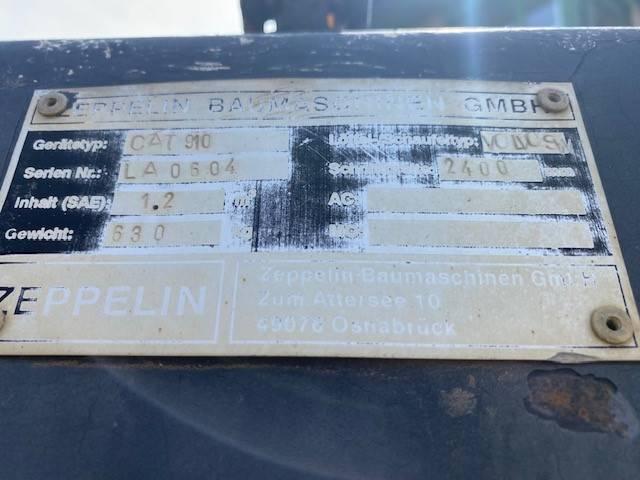 ZEPPELIN BAUMASCHINEN GMBH
Gerätetyp: CAT 910
Serien Nr.: LA 0604 2400
Inhalt (SAE): 1.2
Gewicht: 630
ZEPPELIN
Zeppelin-Baumaschinen GmbH
Zum Attersee 10
49076 Osnabrück